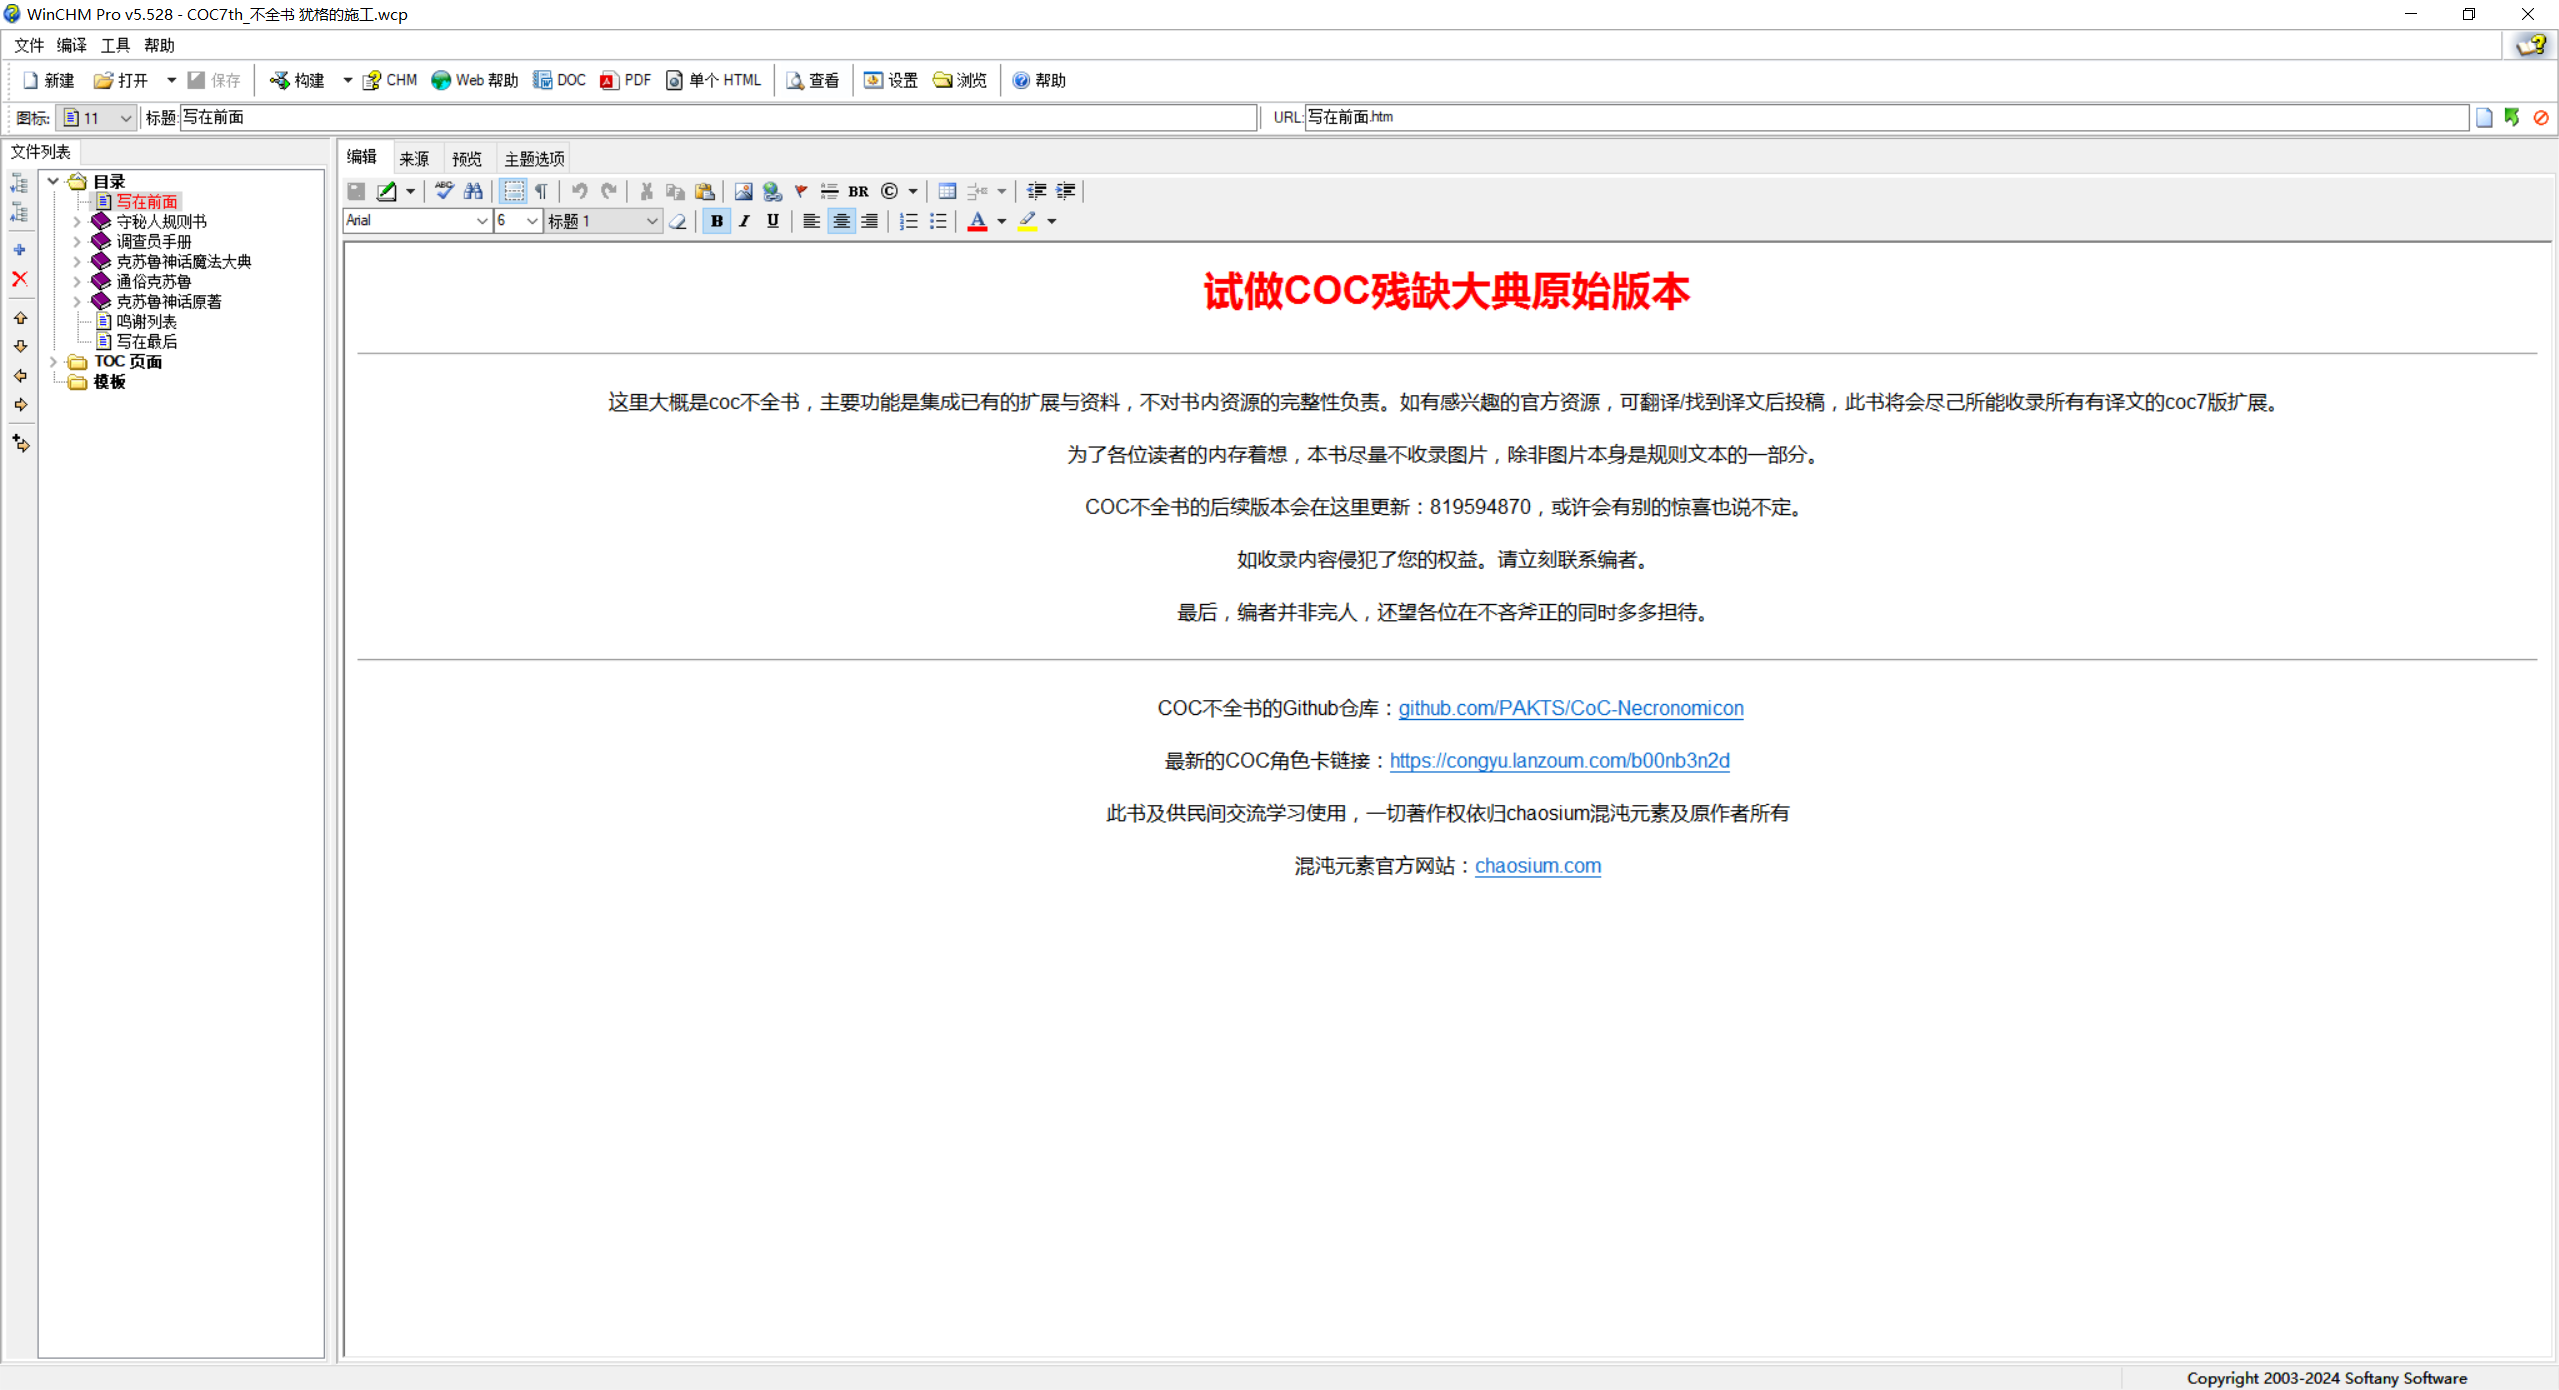 WinCHM Pro v5.528 - COC7th_不全书 犹格的施工.wcp
文件 编译 工具 帮助
新建 打开 保存 构建 CHM Web 帮助 DOC PDF 单个 HTML 查看 设置 浏览 帮助
图标: 11 标题: 写在前面 URL: 写在前面.htm
文件列表
目录
写在前面
守秘人规则书
调查员手册
克苏鲁神话魔法大典
通俗克苏鲁
克苏鲁神话原著
鸣谢列表
写在最后
TOC 页面
模板
编辑 来源 预览 主题选项
ABC BR
Arial 6 标题 1 B I U A
试做COC残缺大典原始版本
这里大概是coc不全书，主要功能是集成已有的扩展与资料，不对书内资源的完整性负责。如有感兴趣的官方资源，可翻译/找到译文后投稿，此书将会尽己所能收录所有有译文的coc7版扩展。
为了各位读者的内存着想，本书尽量不收录图片，除非图片本身是规则文本的一部分。
COC不全书的后续版本会在这里更新：819594870，或许会有别的惊喜也说不定。
如收录内容侵犯了您的权益。请立刻联系编者。
最后，编者并非完人，还望各位在不吝斧正的同时多多担待。
COC不全书的Github仓库：github.com/PAKTS/CoC-Necronomicon
最新的COC角色卡链接：https://congyu.lanzoum.com/b00nb3n2d
此书及供民间交流学习使用，一切著作权依归chaosium混沌元素及原作者所有
混沌元素官方网站：chaosium.com
Copyright 2003-2024 Softany Software